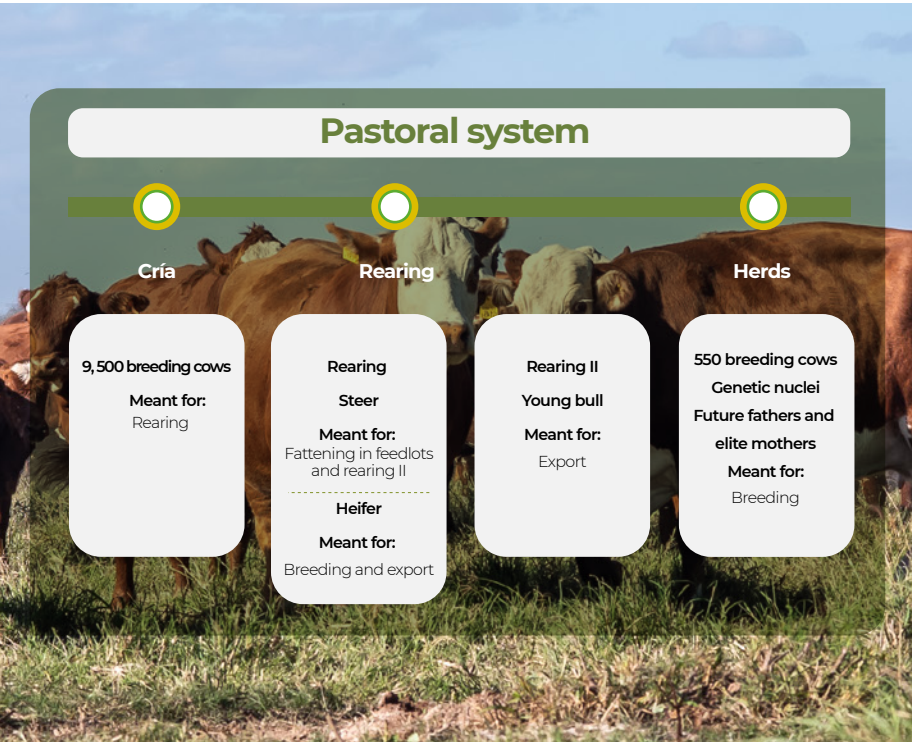 Pastoral system
Cría
Rearing
Herds
9,500 breeding cows
Meant for:
Rearing
Rearing
Steer
Meant for:
Fattening in feedlots
and rearing II
Heifer
Meant for:
Breeding and export
Rearing II
Young bull
Meant for:
Export
550 breeding cows
Genetic nuclei
Future fathers and
elite mothers
Meant for:
Breeding